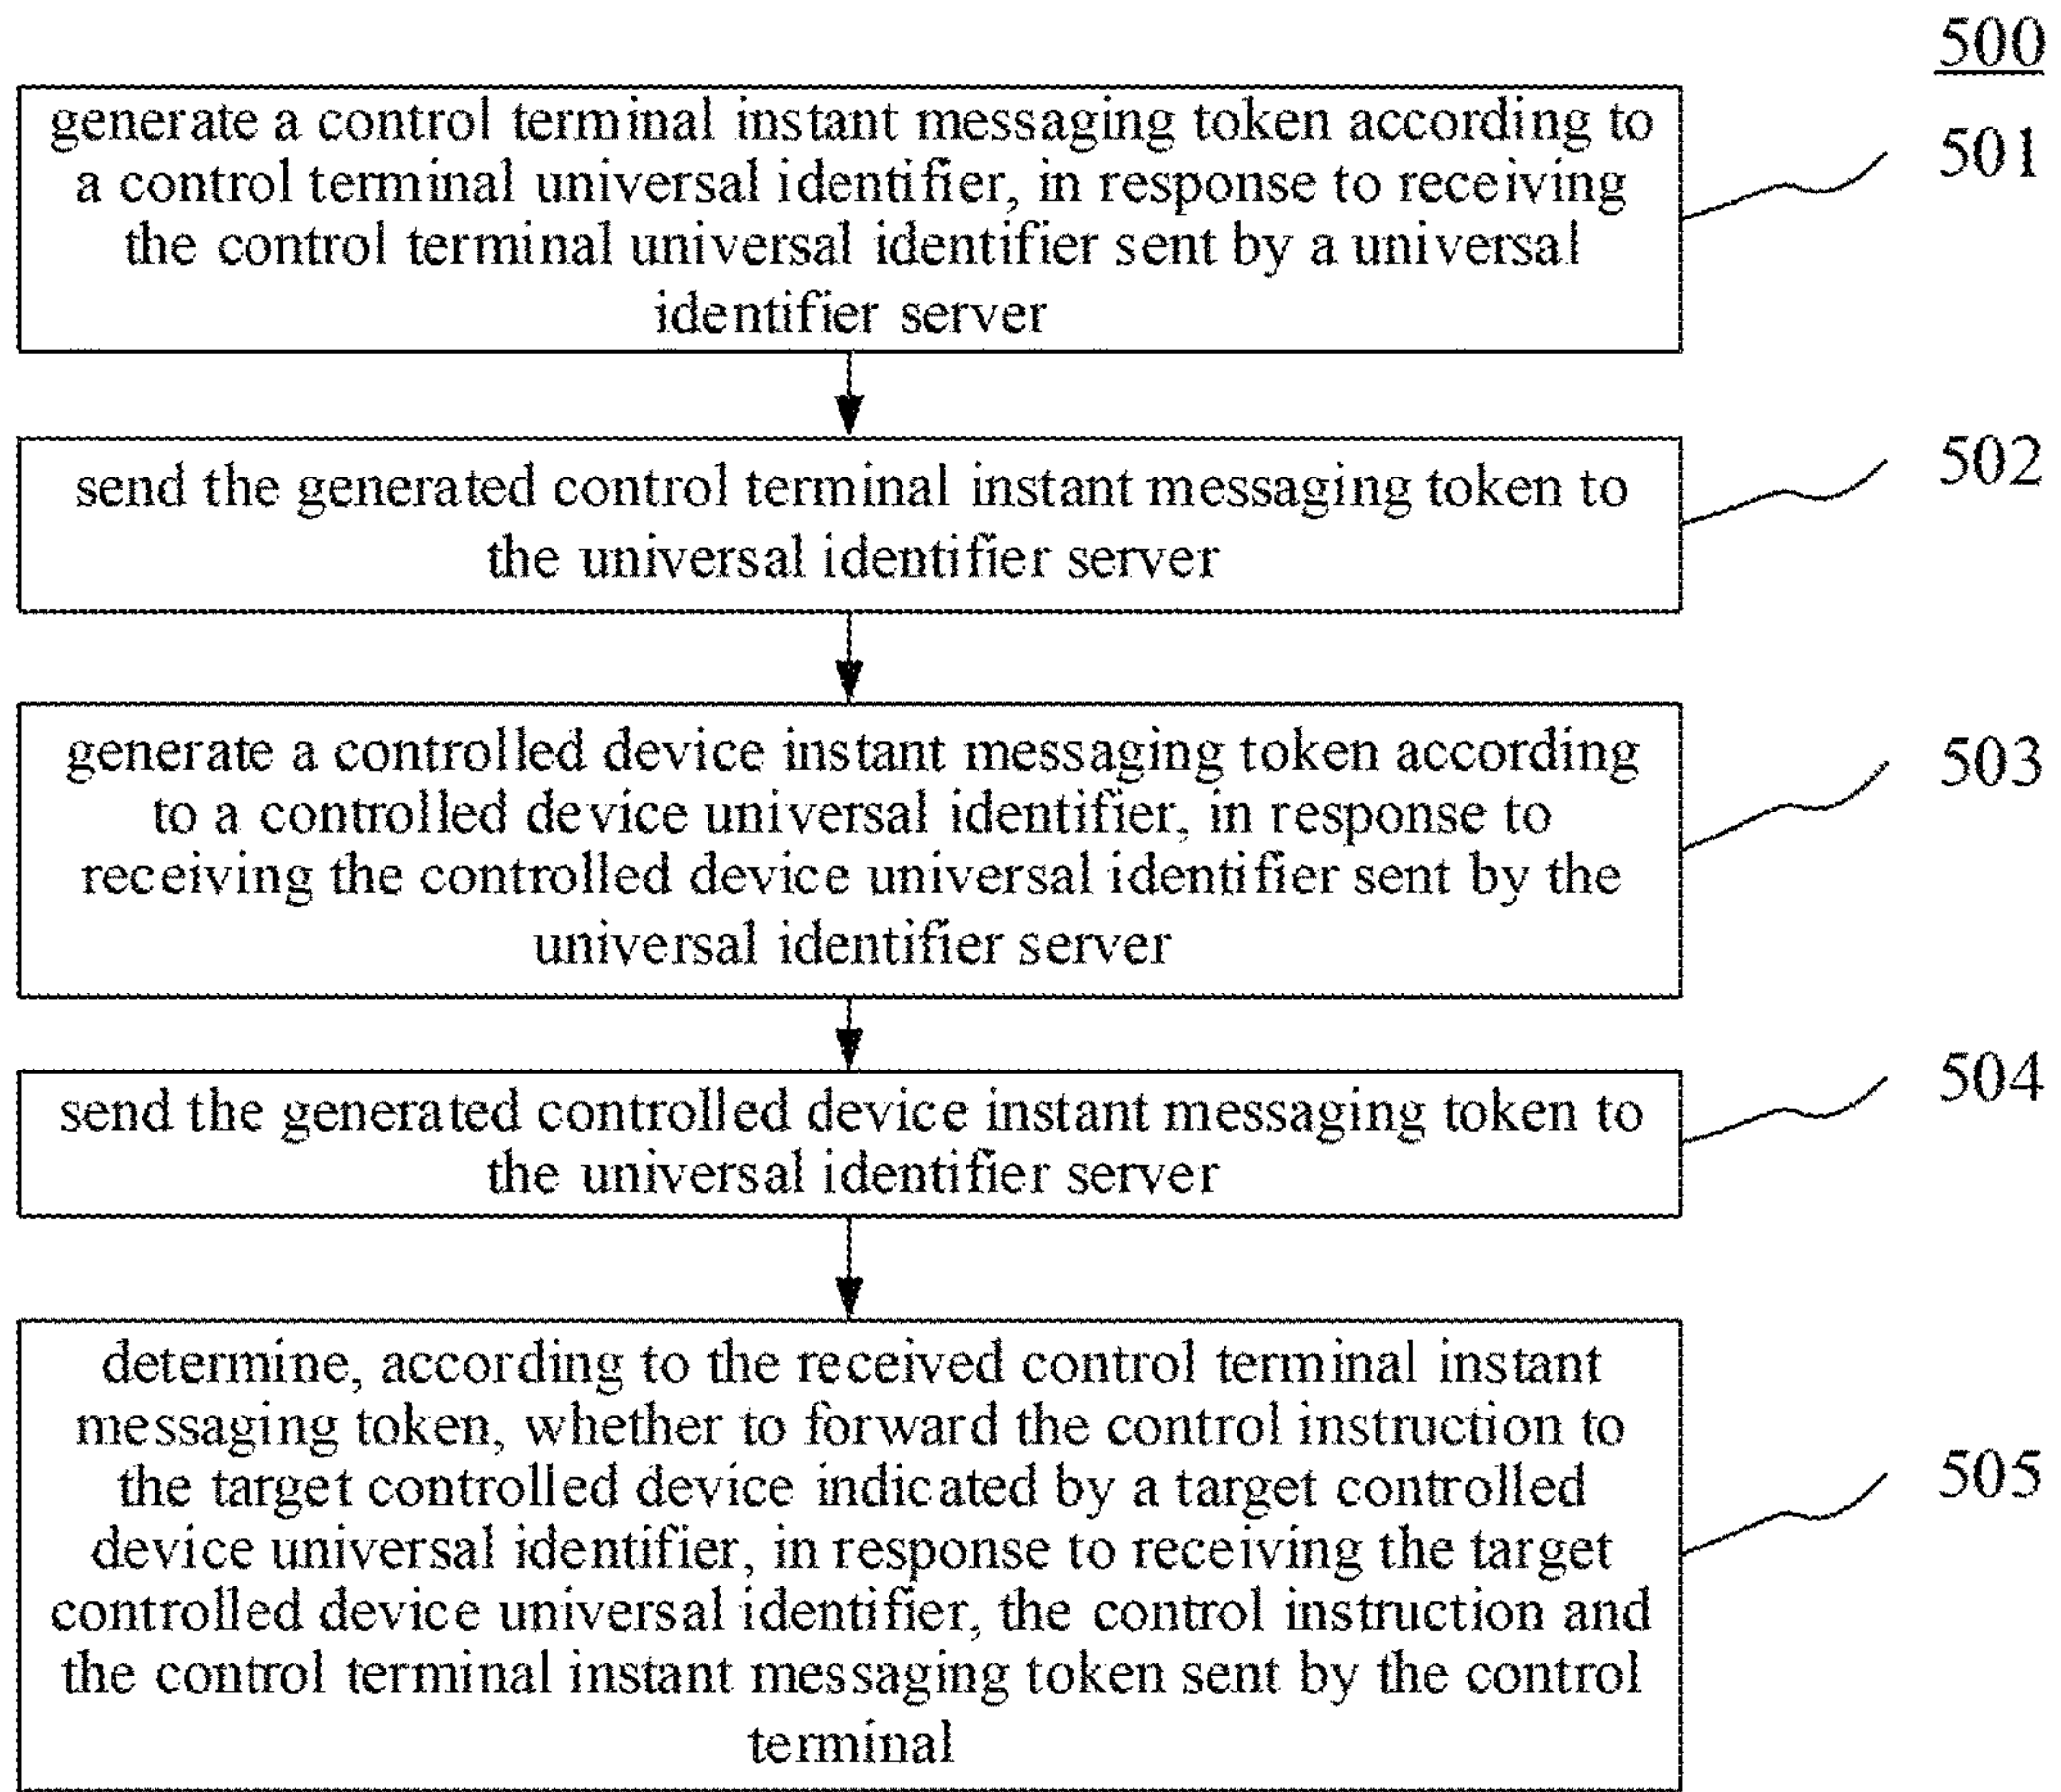 500
generate a control terminal instant messaging token according to
a control terminal universal identifier, in response to receiving
the control terminal universal identifier sent by a universal
identifier server
501
send the generated control terminal instant messaging token to
the universal identifier server
502
generate a controlled device instant messaging token according
to a controlled device universal identifier, in response to
receiving the controlled device universal identifier sent by the
universal identifier server
503
send the generated controlled device instant messaging token to
the universal identifier server
504
determine, according to the received control terminal instant
messaging token, whether to forward the control instruction to
the target controlled device indicated by a target controlled
device universal identifier, in response to receiving the target
controlled device universal identifier, the control instruction and
the control terminal instant messaging token sent by the control
terminal
505